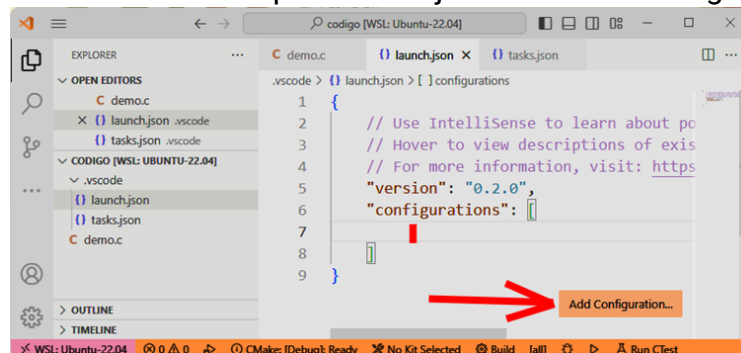 codigo [WSL: Ubuntu-22.04]
EXPLORER
OPEN EDITORS
C demo.c
{} launch.json .vscode
{} tasks.json .vscode
CODIGO [WSL: UBUNTU-22.04]
.vscode
{} launch.json
{} tasks.json
C demo.c
OUTLINE
TIMELINE
C demo.c {} launch.json {} tasks.json
.vscode > {} launch.json > [ ] configurations
1 {
2 // Use IntelliSense to learn about po
3 // Hover to view descriptions of exis
4 // For more information, visit: https
5 "version": "0.2.0",
6 "configurations": [
7
8 ]
9 }
Add Configuration...
WSL: Ubuntu-22.04 0 0 0 CMake: [Debug]: Ready No Kit Selected Build [all] Run CTest